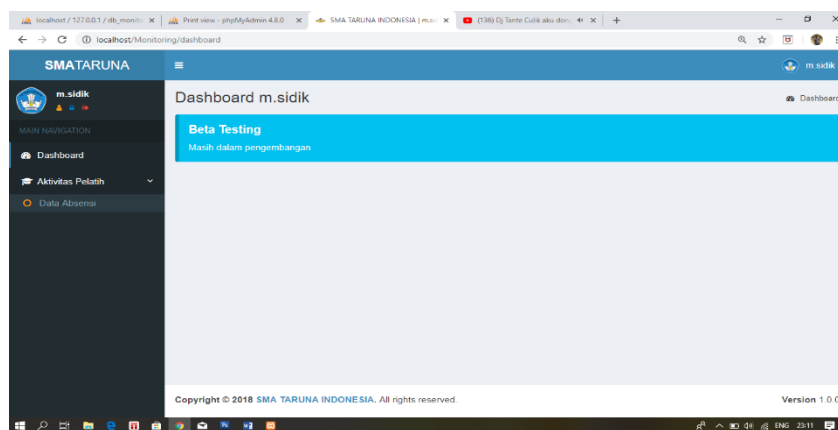 localhost / 127.0.0.1 / db_monito
Print view - phpMyAdmin 4.8.0
SMA TARUNA INDONESIA | m.si
(136) Dj Tante Culik aku dong
localhost/Monitoring/dashboard
SMATARUNA
m.sidik
m.sidik
Dashboard m.sidik
Dashboard
MAIN NAVIGATION
Beta Testing
Masih dalam pengembangan
Dashboard
Aktivitas Pelatih
Data Absensi
Copyright © 2018 SMA TARUNA INDONESIA. All rights reserved.
Version 1.0.0
ENG
23:11